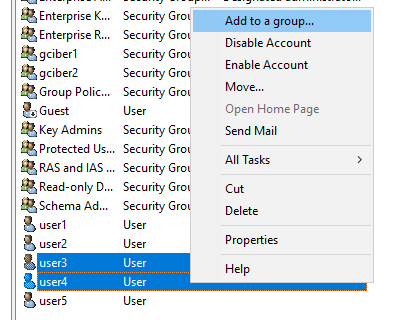 Enterprise K... Security Group
Enterprise R... Security Gro
gciber1 Security Grou
gciber2 Security Grou
Group Polic... Security Grou
Guest User
Key Admins Security Grou
Protected Us... Security Grou
RAS and IAS ... Security Grou
Read-only D... Security Grou
Schema Ad... Security Grou
user1 User
user2 User
user3 User
user4 User
user5 User
Add to a group...
Disable Account
Enable Account
Move...
Open Home Page
Send Mail
All Tasks
Cut
Delete
Properties
Help